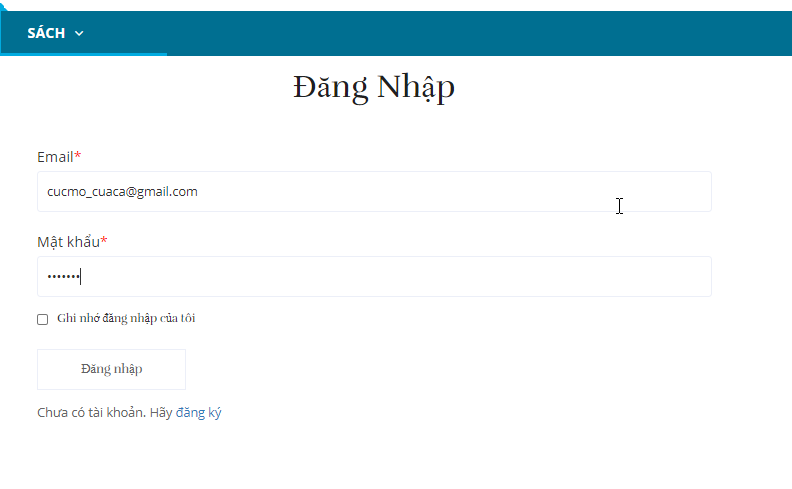 SÁCH
Đăng Nhập
Email*
cucmo_cuaca@gmail.com
Mật khẩu*
•••••••
Ghi nhớ đăng nhập của tôi
Đăng nhập
Chưa có tài khoản. Hãy đăng ký